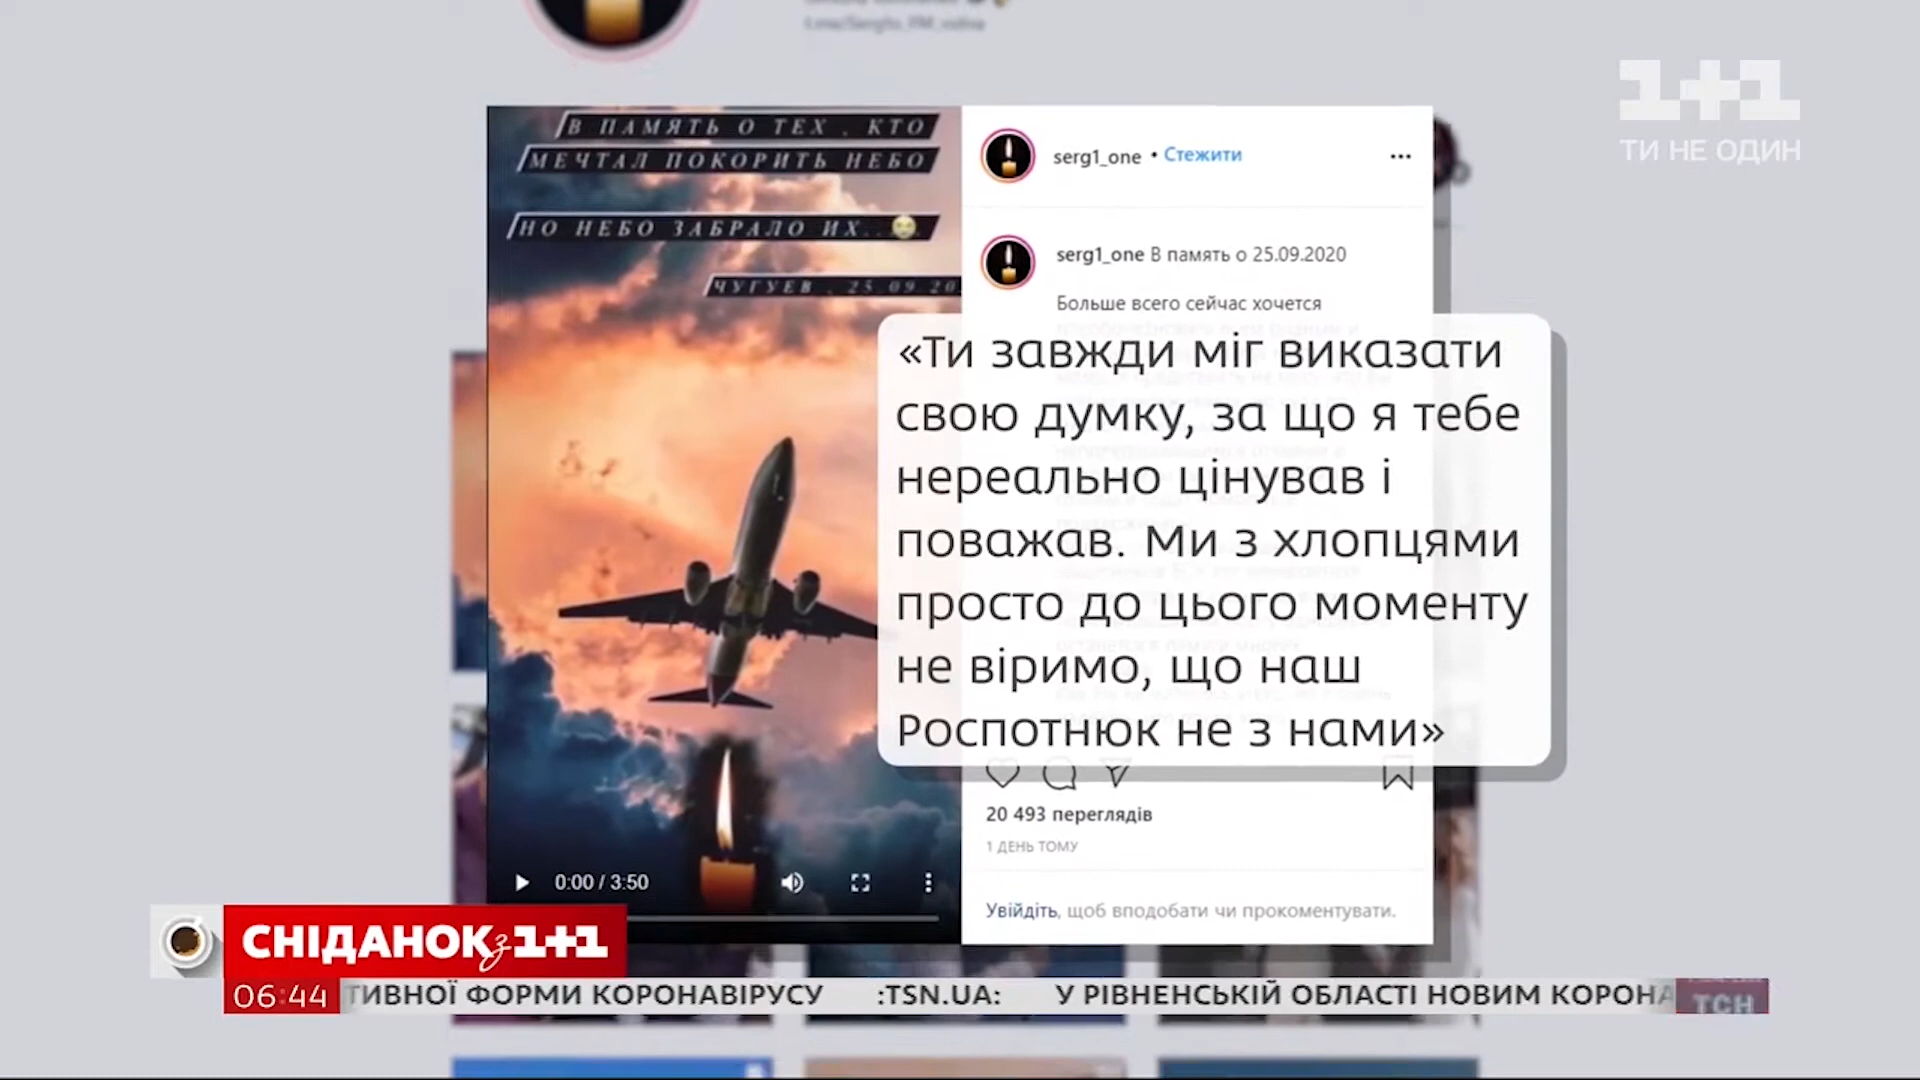 В ПАМЯТЬ О ТЕХ , КТО
МЕЧТАЛ ПОКОРИТЬ НЕБО
НО НЕБО ЗАБРАЛО ИХ...
ЧУГУЕВ , 25.09.20
serg1_one • Стежити
serg1_one В память о 25.09.2020
Больше всего сейчас хочется
«Ти завжди міг виказати
свою думку, за що я тебе
нереально цінував і
поважав. Ми з хлопцями
просто до цього моменту
не віримо, що наш
Роспотнюк не з нами»
20 493 переглядів
1 ДЕНЬ ТОМУ
Увійдіть, щоб вподобати чи прокоментувати.
0:00 / 3:50
1+1
ТИ НЕ ОДИН
СНІДАНОК з 1+1
06:44
ТИВНОЇ ФОРМИ КОРОНАВІРУСУ :TSN.UA: У РІВНЕНСЬКІЙ ОБЛАСТІ НОВИМ КОРОНА
ТСН